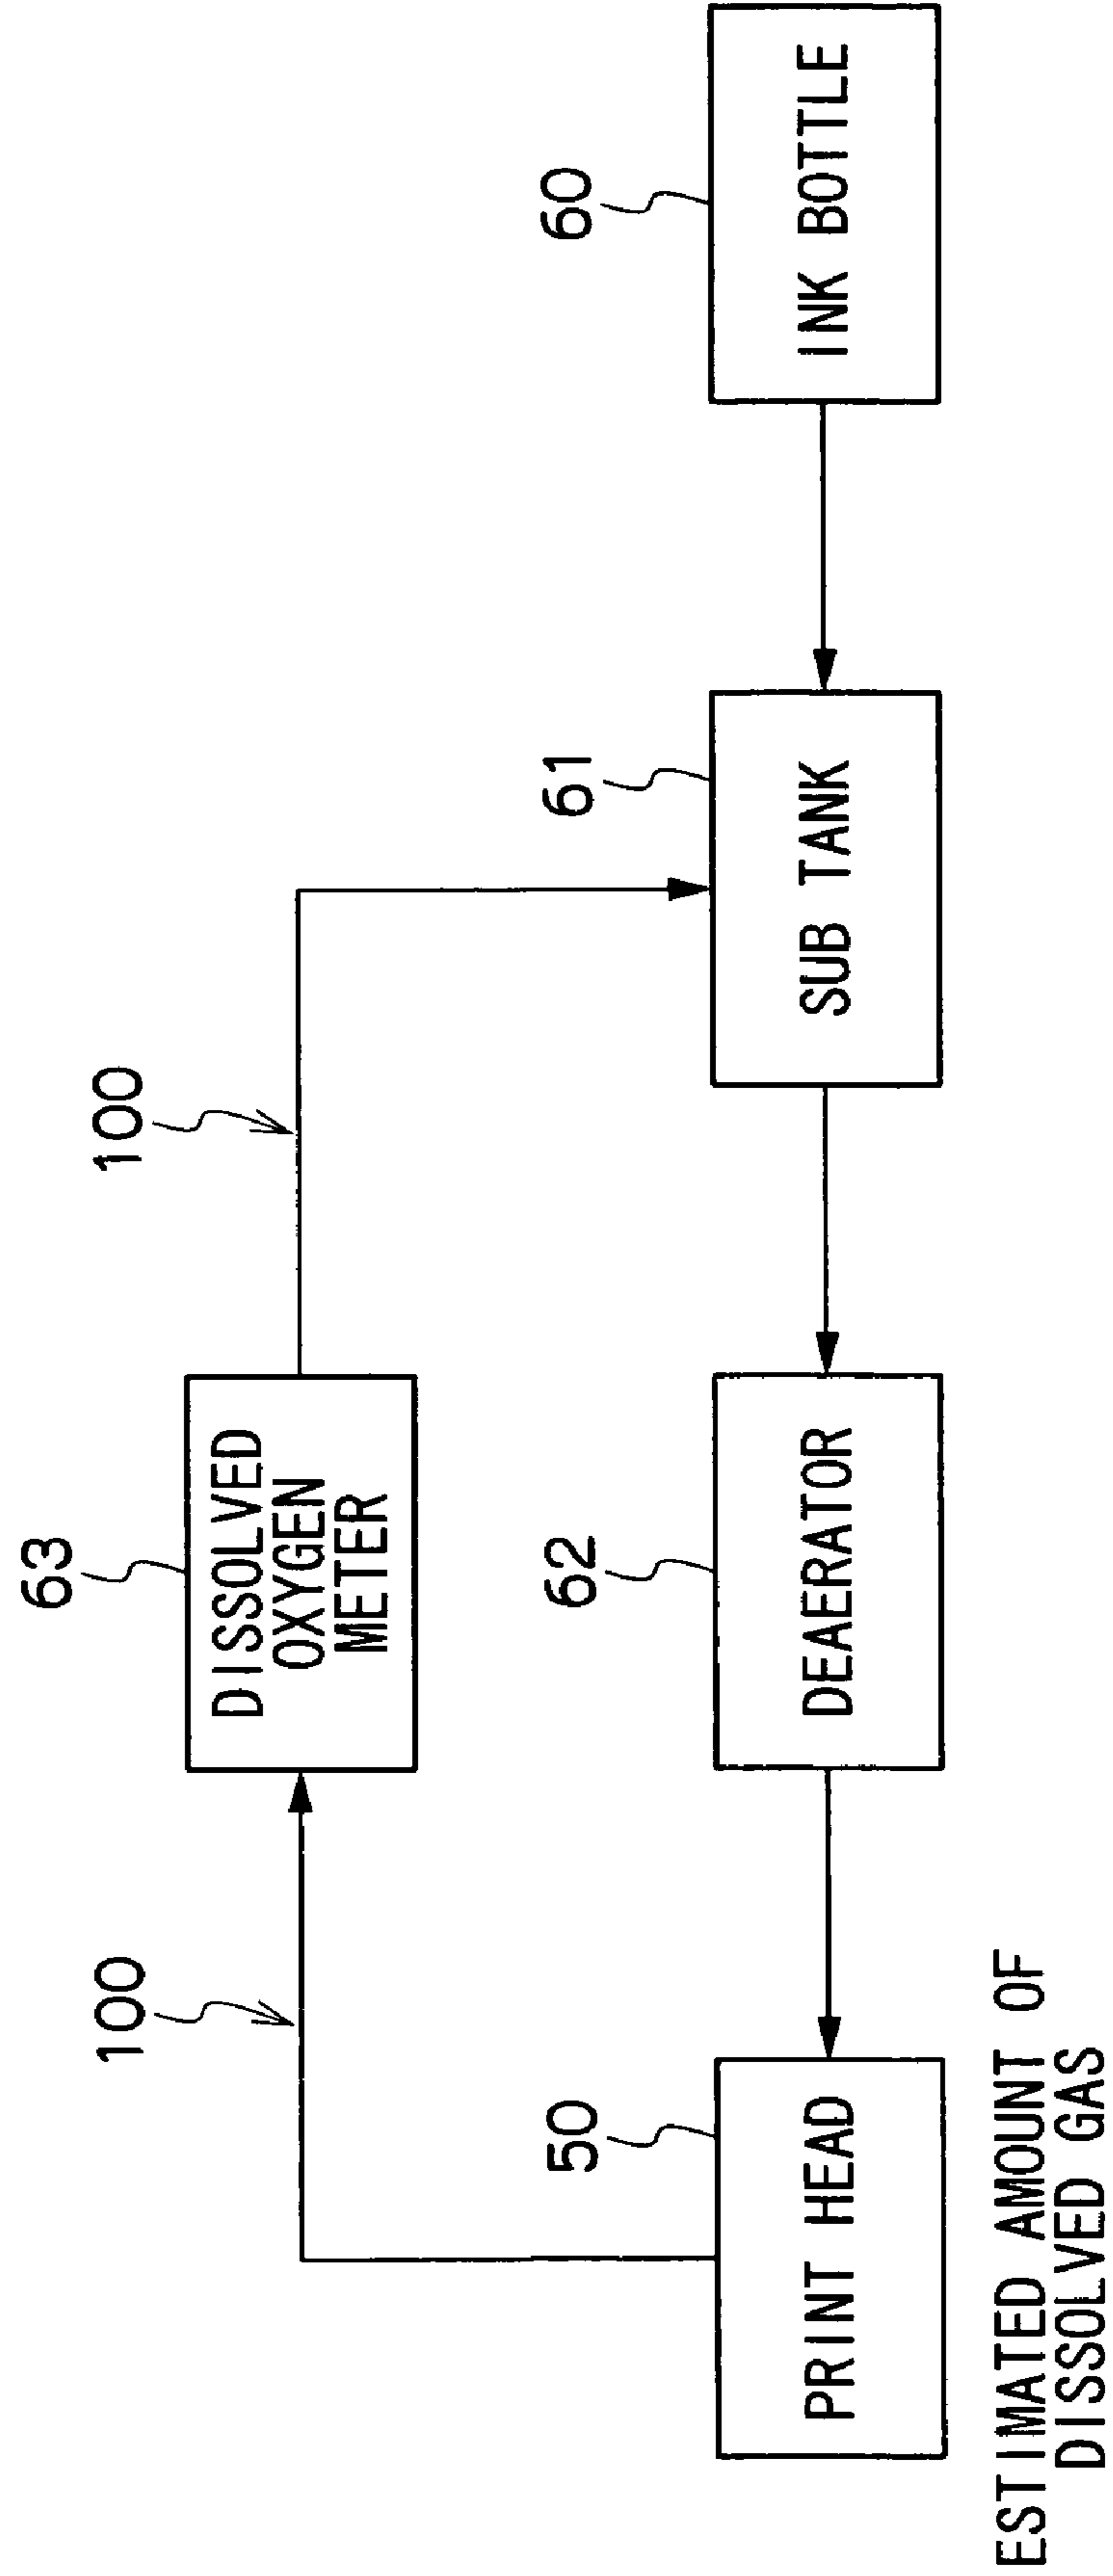 100
100
63
DISSOLVED
OXYGEN
METER
50
62
61
60
PRINT HEAD
DEAERATOR
SUB TANK
INK BOTTLE
ESTIMATED AMOUNT OF
DISSOLVED GAS